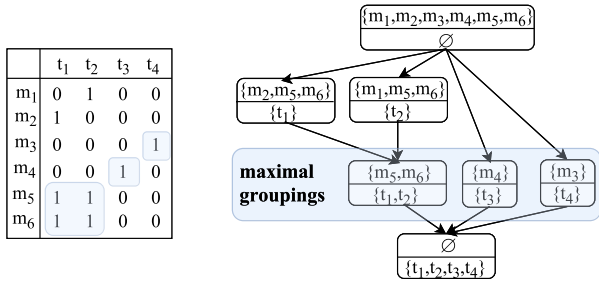 t1 t2 t3 t4
m1 0 1 0 0
m2 1 0 0 0
m3 0 0 0 1
m4 0 0 1 0
m5 1 1 0 0
m6 1 1 0 0
{m1,m2,m3,m4,m5,m6}
∅
{m2,m5,m6}
{t1}
{m1,m5,m6}
{t2}
maximal
groupings
{m5,m6}
{t1,t2}
{m4}
{t3}
{m3}
{t4}
∅
{t1,t2,t3,t4}